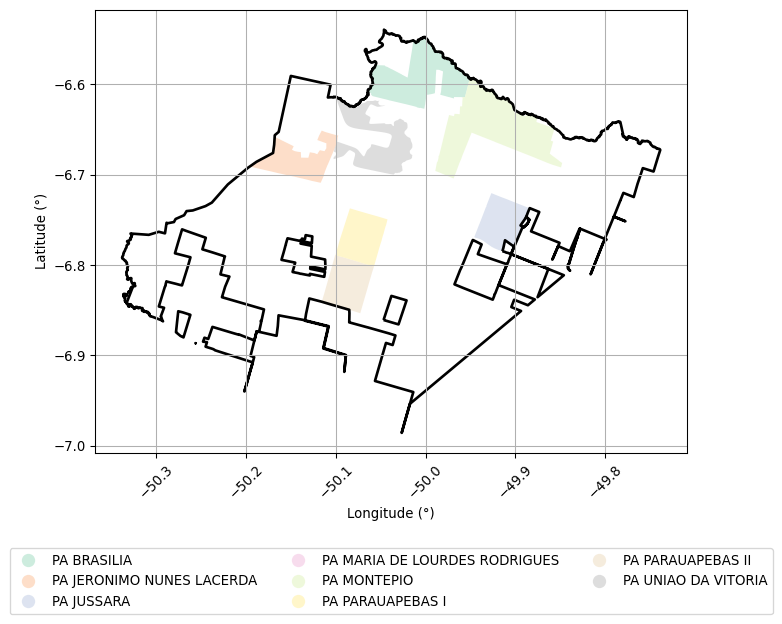 −6.6
−6.7
−6.8
−6.9
−7.0
Latitude (°)
−50.3
−50.2
−50.1
−50.0
−49.9
−49.8
Longitude (°)
PA BRASILIA
PA JERONIMO NUNES LACERDA
PA JUSSARA
PA MARIA DE LOURDES RODRIGUES
PA MONTEPIO
PA PARAUAPEBAS I
PA PARAUAPEBAS II
PA UNIAO DA VITORIA